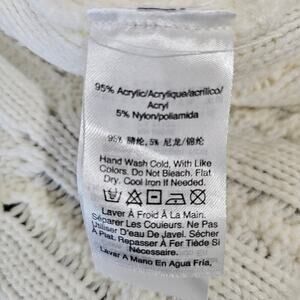 95% Acrylic/Acrylique/acrílico/
Acryl
5% Nylon/poliamida
95% 腈纶, 5% 尼龙/锦纶
Hand Wash Cold, With Like
Colors. Do Not Bleach. Flat
Dry. Cool Iron If Needed.
Laver À Froid À La Main.
Séparer Les Couleurs. Ne Pas
Utiliser D'eau De Javel. Sécher
À Plat. Repasser À Fer Tiède Si
Nécessaire.
Lavar A Mano En Agua Fría,